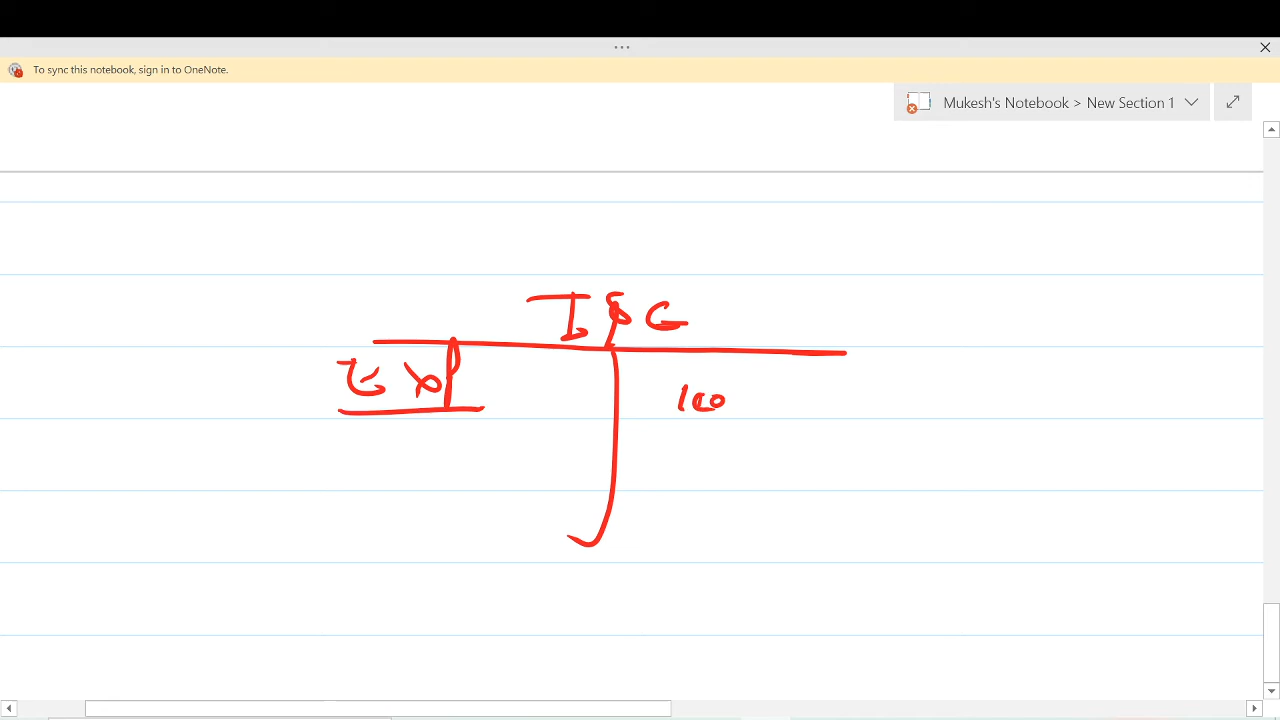 To sync this notebook, sign in to OneNote.
Mukesh's Notebook > New Section 1
100